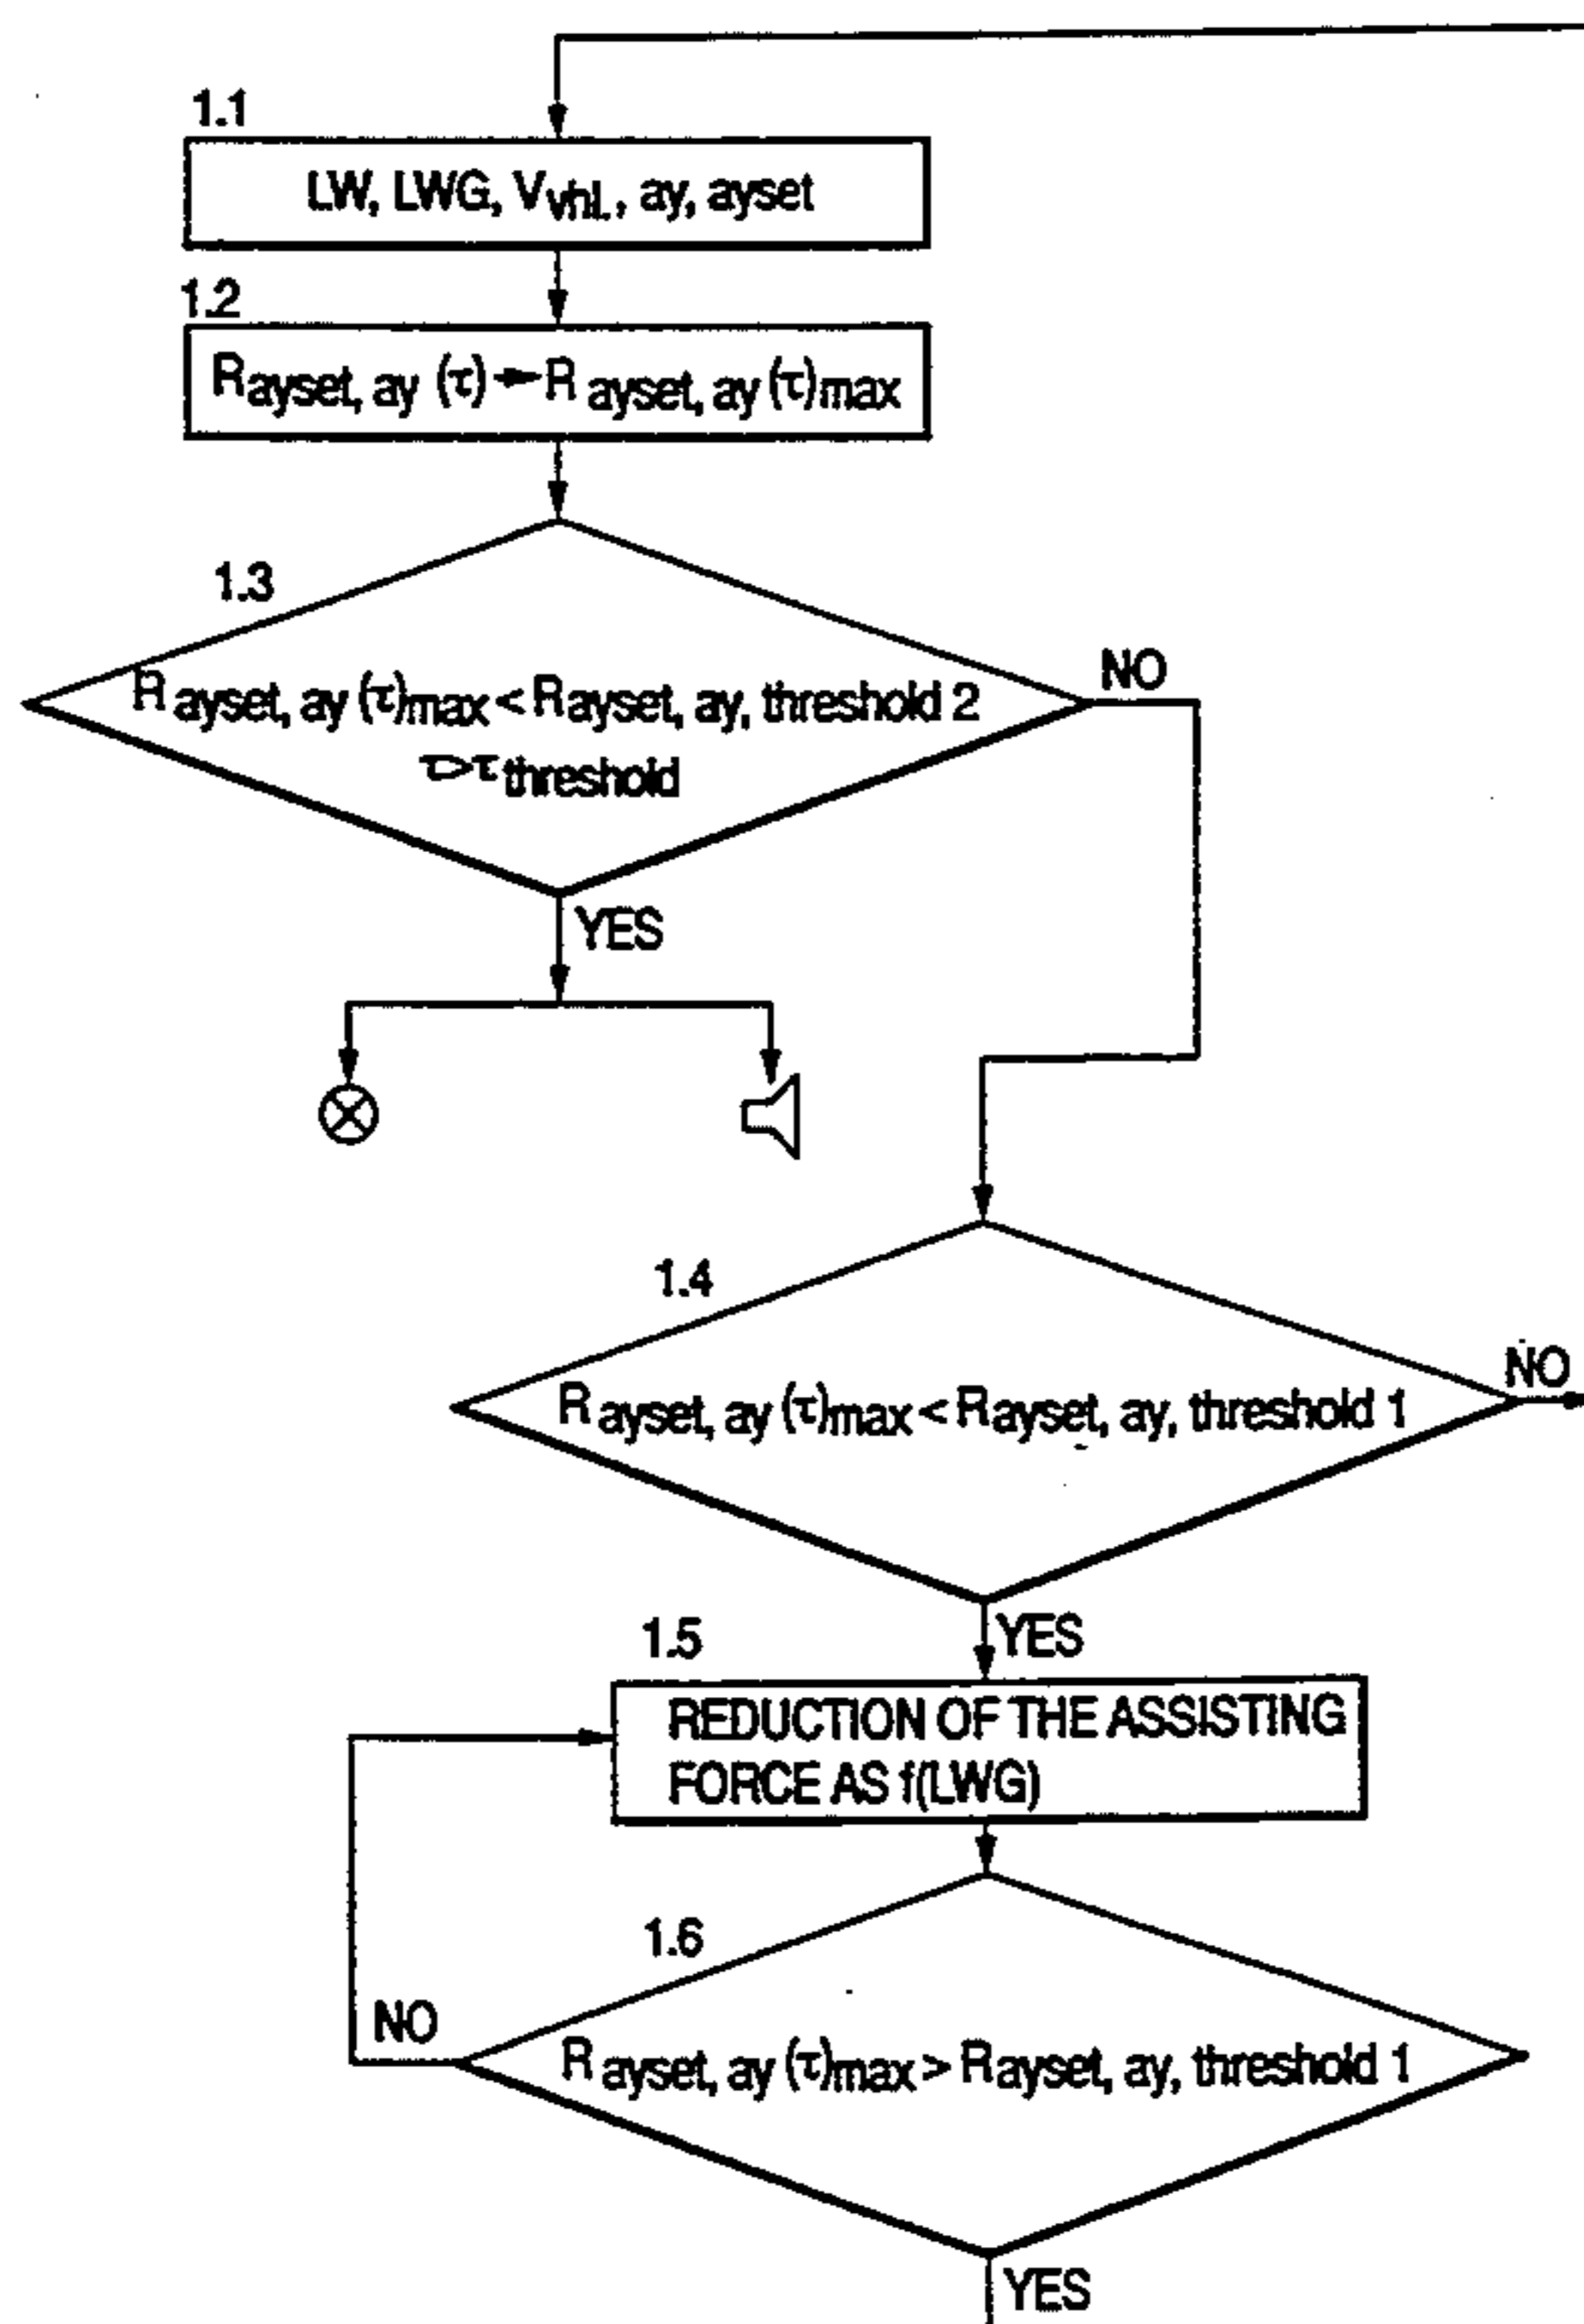 1.1
LW, LWG, Vvhl., ay, ayset
1.2
Rayset, ay (τ) → R ayset, ay (τ)max
1.3
NO
R ayset, ay (τ)max < Rayset, ay, threshold 2
τ>τ threshold
YES
1.4
NO
R ayset, ay (τ)max < Rayset, ay, threshold 1
YES
1.5
REDUCTION OF THE ASSISTING
FORCE AS f(LWG)
1.6
NO
R ayset, ay (τ)max > Rayset, ay, threshold 1
YES